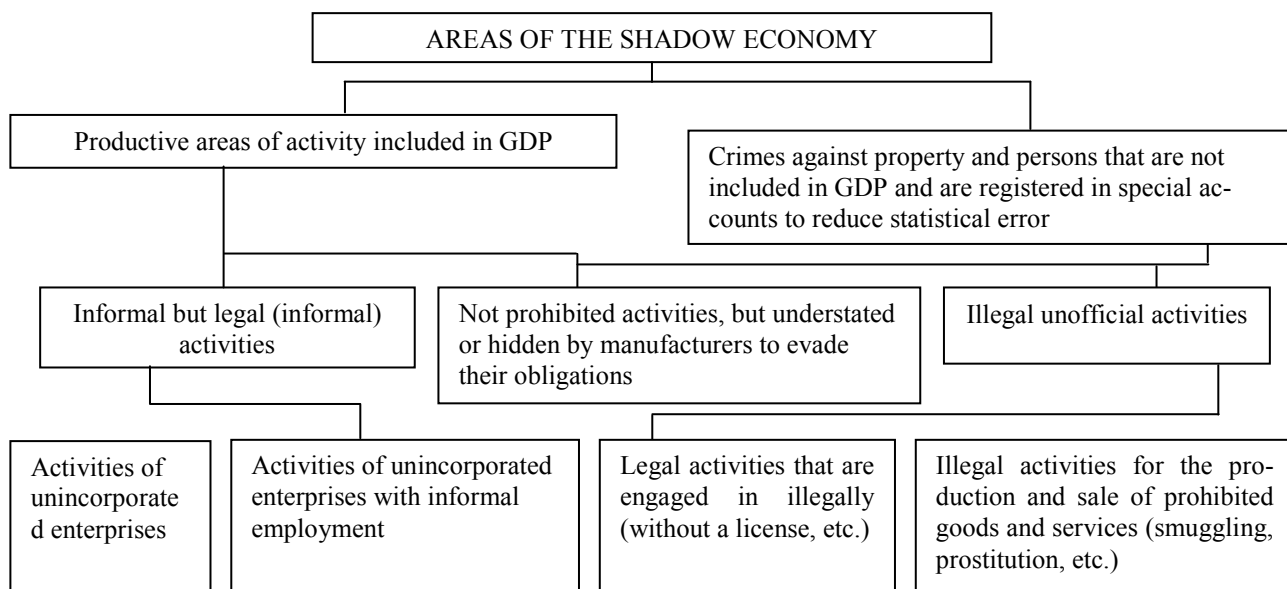 AREAS OF THE SHADOW ECONOMY
Productive areas of activity included in GDP
Crimes against property and persons that are not
included in GDP and are registered in special ac-
counts to reduce statistical error
Informal but legal (informal)
activities
Not prohibited activities, but understated
or hidden by manufacturers to evade
their obligations
Illegal unofficial activities
Activities of
unincorporate
d enterprises
Activities of unincorporated
enterprises with informal
employment
Legal activities that are
engaged in illegally
(without a license, etc.)
Illegal activities for the pro-
duction and sale of prohibited
goods and services (smuggling,
prostitution, etc.)